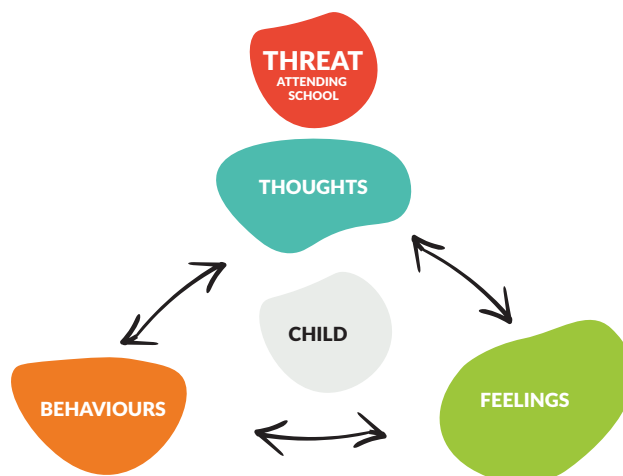 THREAT
ATTENDING
SCHOOL
THOUGHTS
CHILD
BEHAVIOURS
FEELINGS